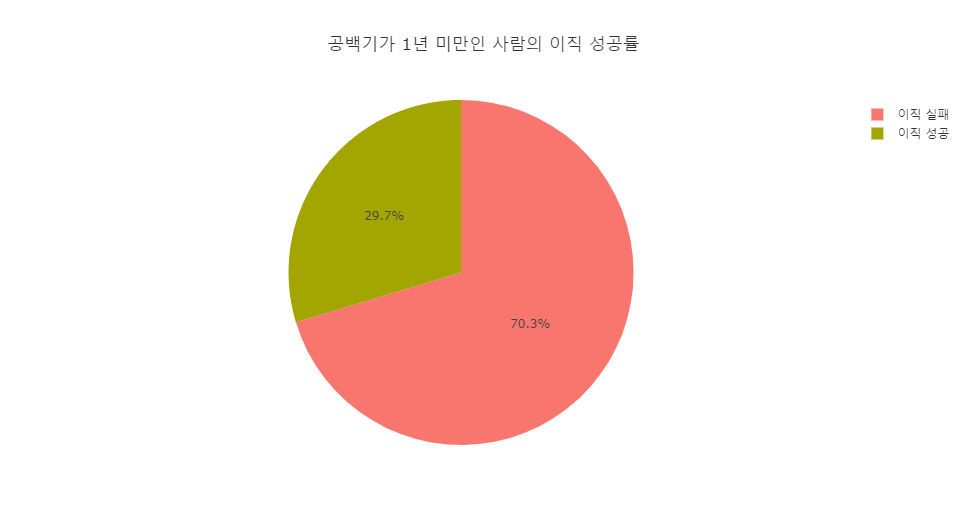 공백기가 1년 미만인 사람의 이직 성공률
이직 실패
이직 성공
29.7%
70.3%